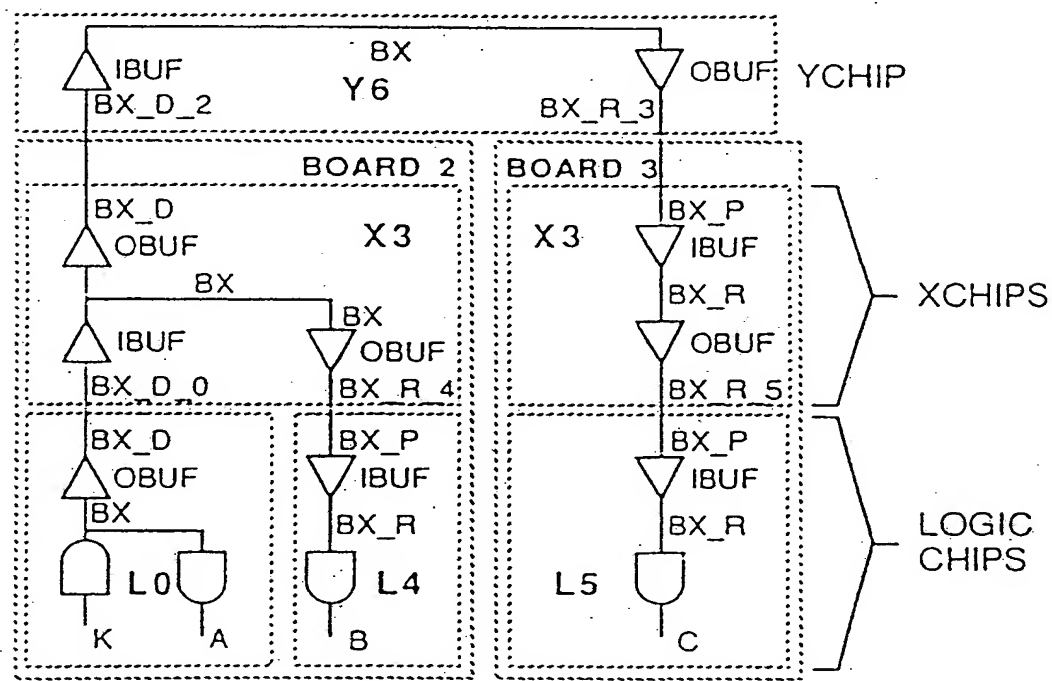 BX
IBUF
OBUF
YCHIP
Y6
BX_D_2
BX_R_3
BOARD 2
BOARD 3
BX_D
X3
OBUF
BX
BX
IBUF
OBUF
BX_D_0
BX_R_4
X3
BX_P
IBUF
BX_R
OBUF
BX_R_5
XCHIPS
BX_D
OBUF
BX
L0
K
A
BX_P
IBUF
BX_R
L4
B
BX_P
IBUF
BX_R
L5
C
LOGIC
CHIPS